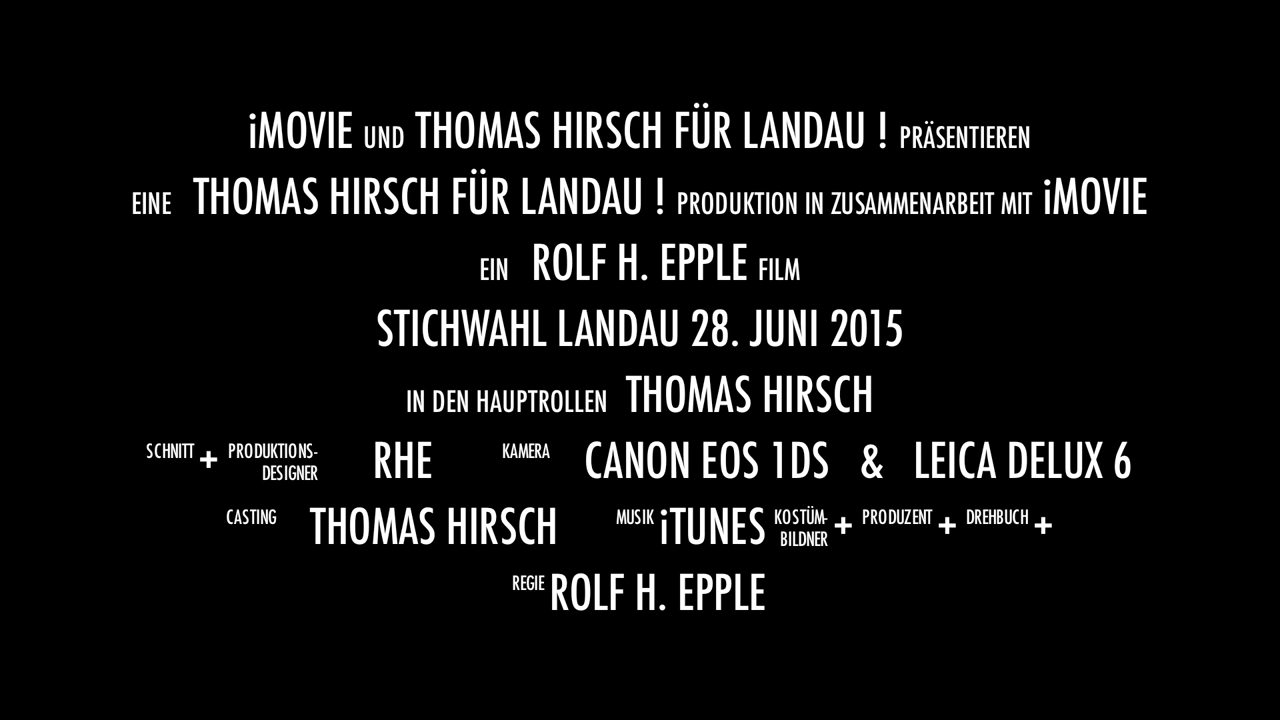 iMOVIE UND THOMAS HIRSCH FÜR LANDAU ! PRÄSENTIEREN
EINE THOMAS HIRSCH FÜR LANDAU ! PRODUKTION IN ZUSAMMENARBEIT MIT iMOVIE
EIN ROLF H. EPPLE FILM
STICHWAHL LANDAU 28. JUNI 2015
IN DEN HAUPTROLLEN THOMAS HIRSCH
SCHNITT + PRODUKTIONS-DESIGNER RHE KAMERA CANON EOS 1DS & LEICA DELUX 6
CASTING THOMAS HIRSCH MUSIK iTUNES KOSTÜM-BILDNER + PRODUZENT + DREHBUCH +
REGIE ROLF H. EPPLE